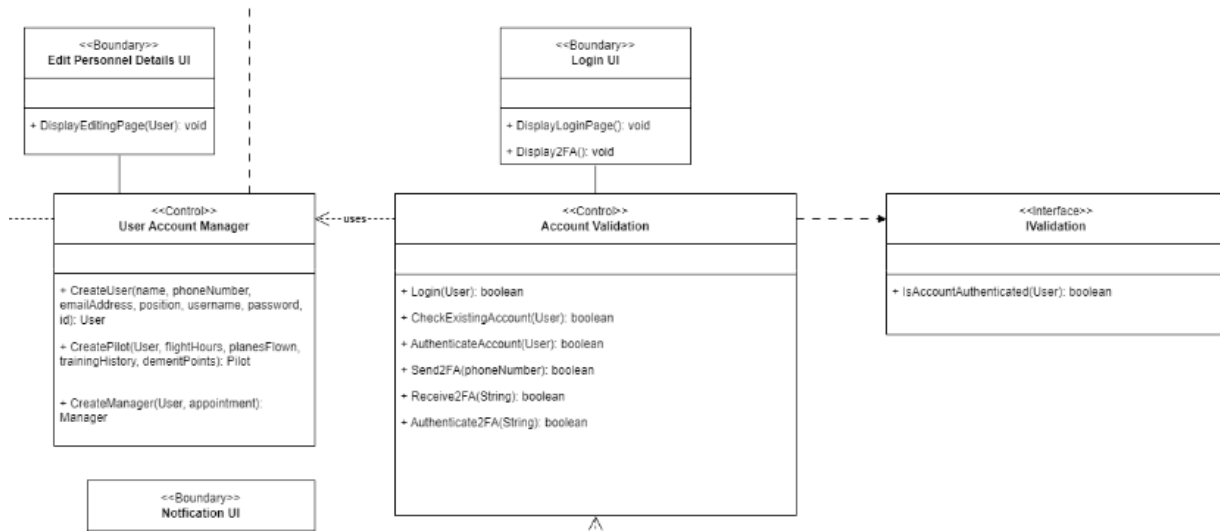 <<Boundary>>
Edit Personnel Details UI
+ DisplayEditingPage(User): void
<<Boundary>>
Login UI
+ DisplayLoginPage(): void
+ Display2FA(): void
<<Control>>
User Account Manager
+ CreateUser(name, phoneNumber,
emailAddress, position, username, password,
id): User
+ CreatePilot(User, flightHours, planesFlown,
trainingHistory, demeritPoints): Pilot
+ CreateManager(User, appointment):
Manager
uses
<<Control>>
Account Validation
+ Login(User): boolean
+ CheckExistingAccount(User): boolean
+ AuthenticateAccount(User): boolean
+ Send2FA(phoneNumber): boolean
+ Receive2FA(String): boolean
+ Authenticate2FA(String): boolean
<<Interface>>
IValidation
+ IsAccountAuthenticated(User): boolean
<<Boundary>>
Notfication UI